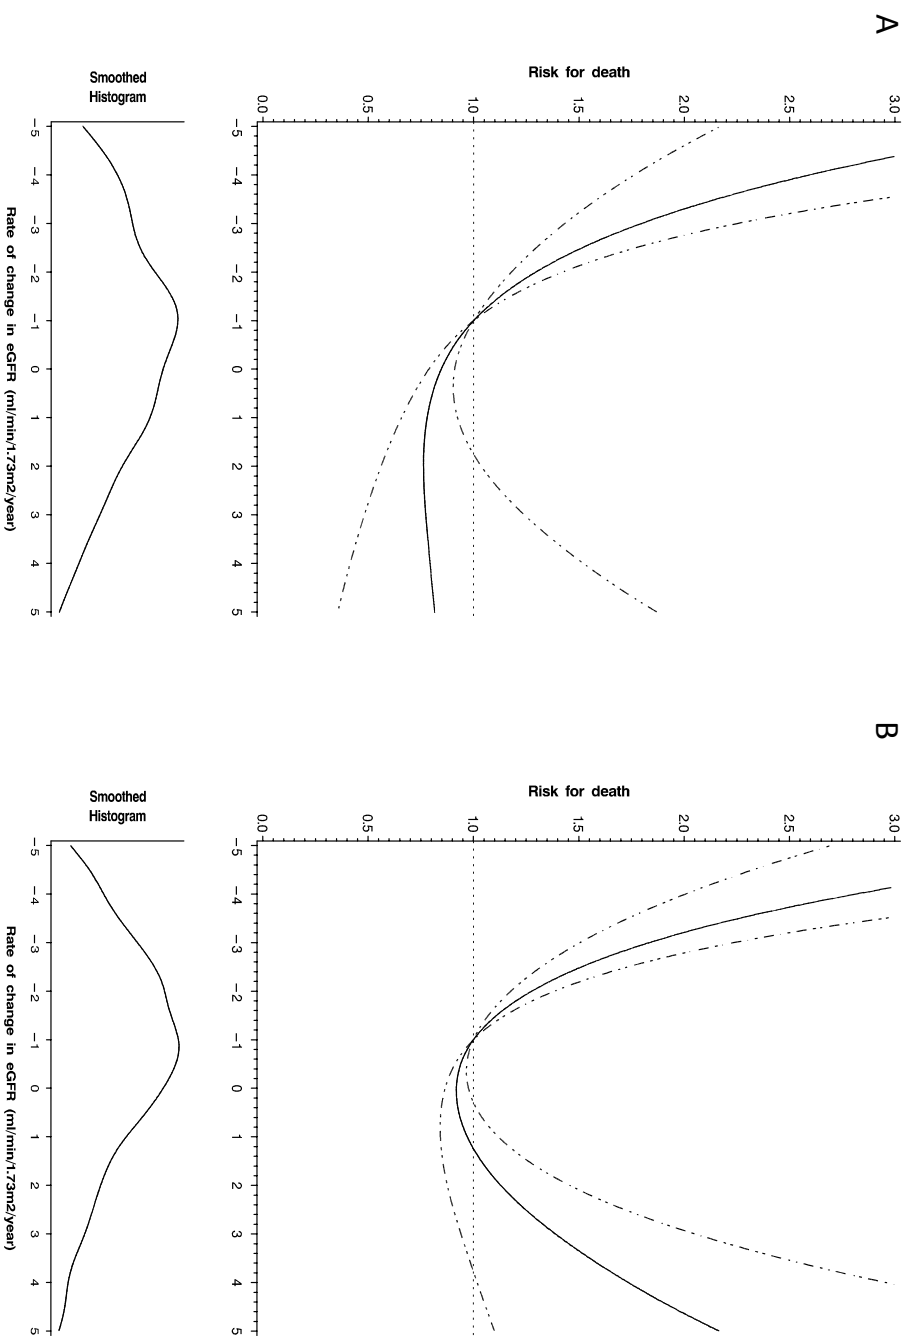 A
Risk for death
3.0
2.5
2.0
1.5
1.0
0.5
0.0
−5 −4 −3 −2 −1 0 1 2 3 4 5
Smoothed
Histogram
−5 −4 −3 −2 −1 0 1 2 3 4 5
Rate of change in eGFR (ml/min/1.73m2/year)
B
Risk for death
3.0
2.5
2.0
1.5
1.0
0.5
0.0
−5 −4 −3 −2 −1 0 1 2 3 4 5
Smoothed
Histogram
−5 −4 −3 −2 −1 0 1 2 3 4 5
Rate of change in eGFR (ml/min/1.73m2/year)